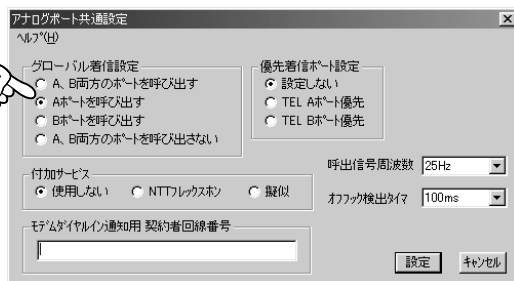 アナログポート共通設定
ヘルプ(H)
グローバル着信設定
A、B両方のポートを呼び出す
Aポートを呼び出す
Bポートを呼び出す
A、B両方のポートを呼び出さない
優先着信ポート設定
設定しない
TEL Aポート優先
TEL Bポート優先
付加サービス
使用しない NTTフレックスホン 擬似
呼出信号周波数 25Hz
オフフック検出タイマ 100ms
モデムダイヤルイン通知用 契約者回線番号
設定 キャンセル